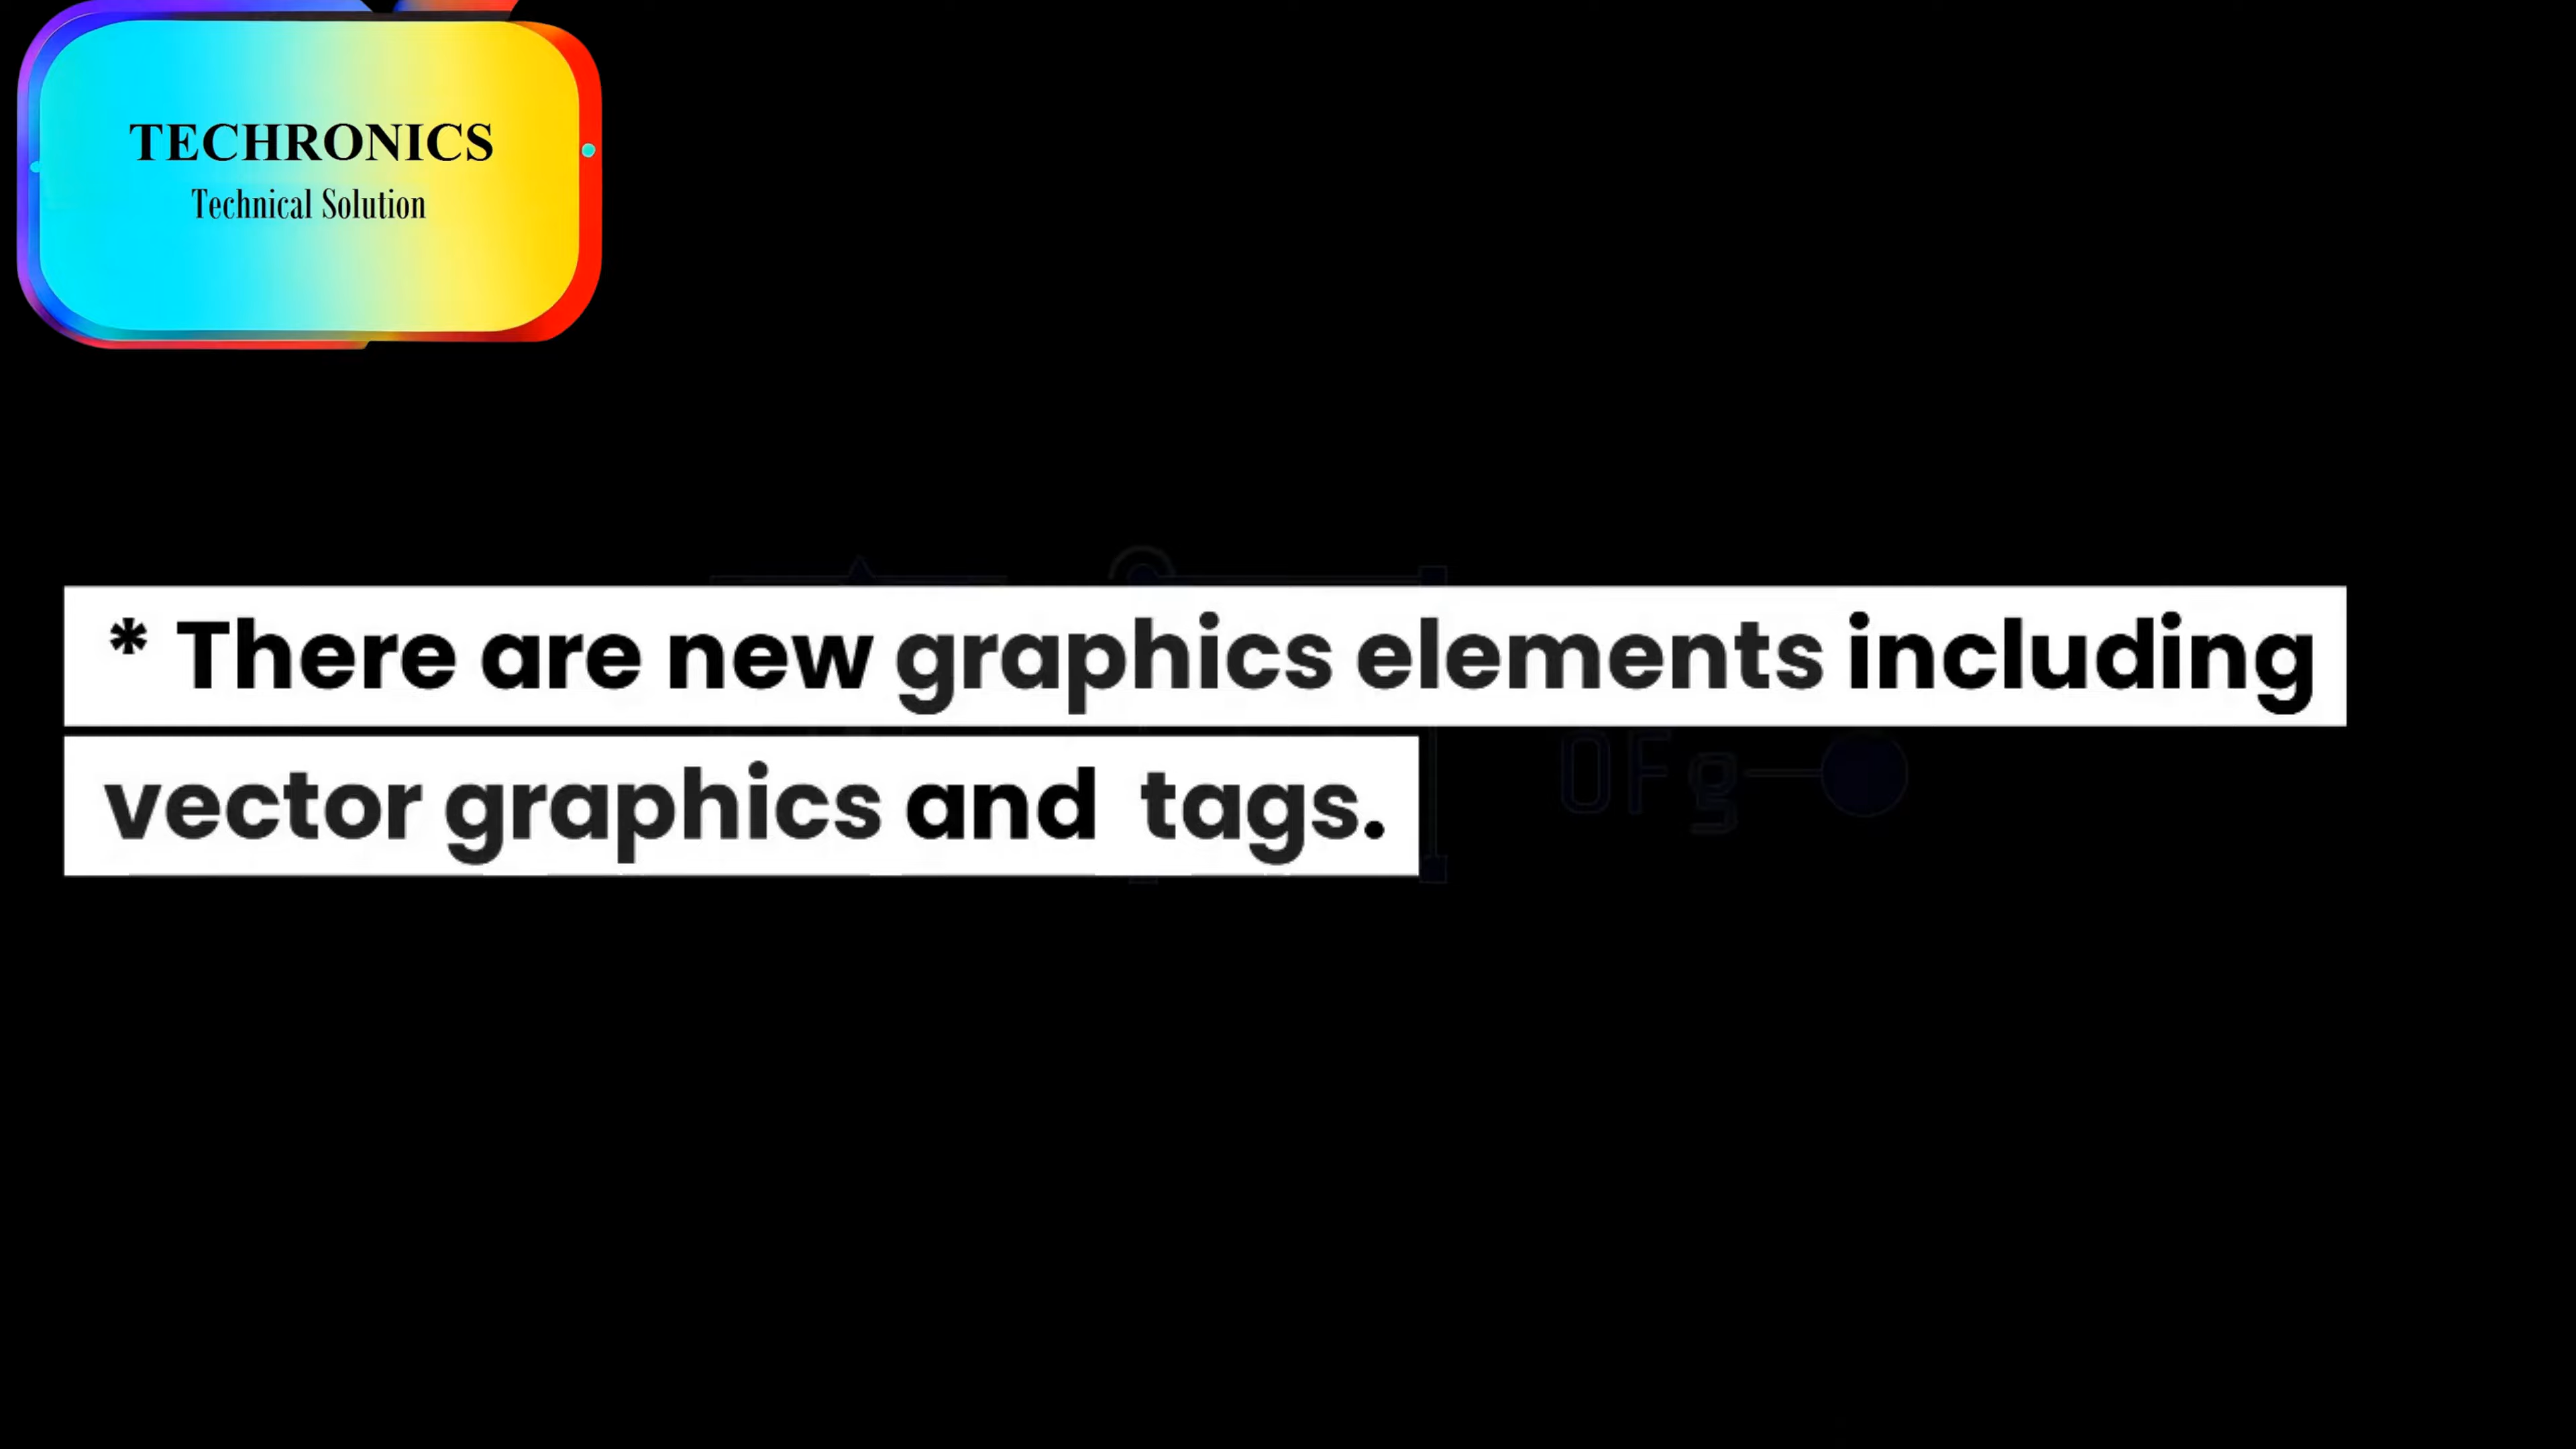 TECHRONICS
Technical Solution
* There are new graphics elements including
vector graphics and tags.